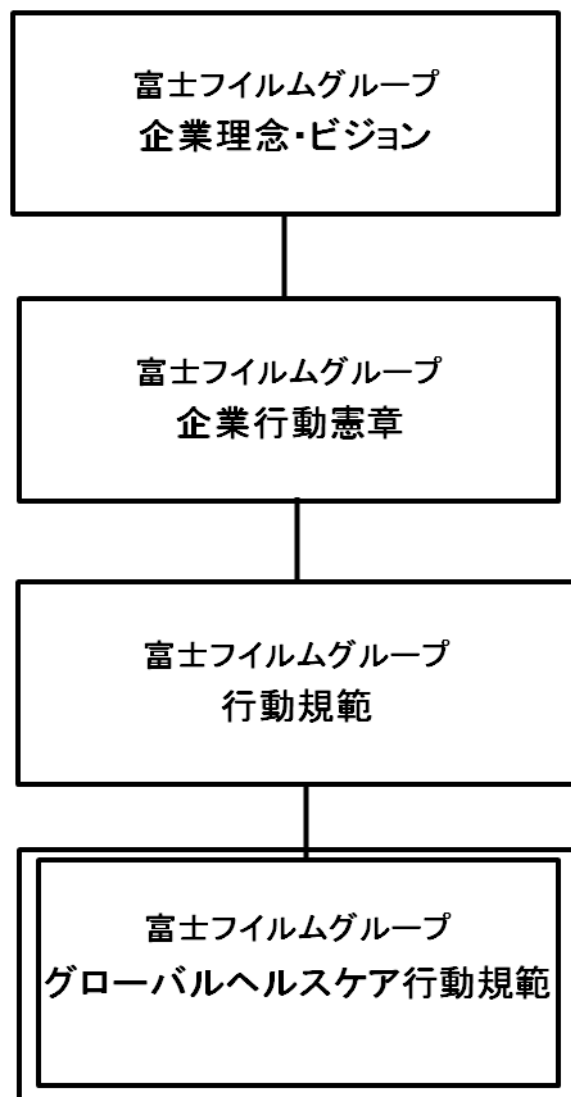 富士フイルムグループ
企業理念・ビジョン
富士フイルムグループ
企業行動憲章
富士フイルムグループ
行動規範
富士フイルムグループ
グローバルヘルスケア行動規範